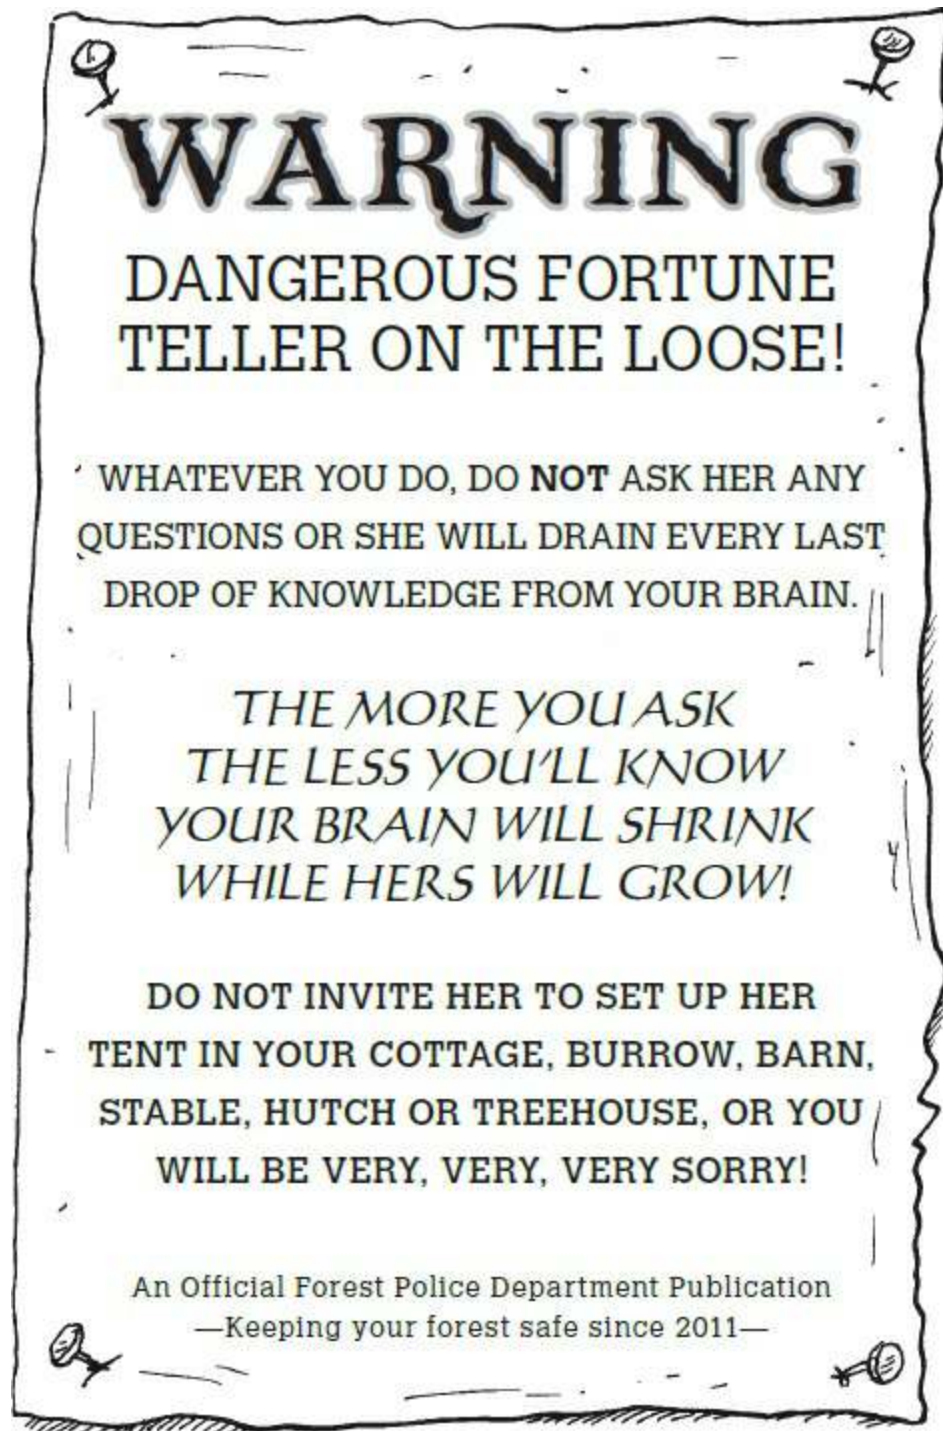 WARNING
DANGEROUS FORTUNE
TELLER ON THE LOOSE!
WHATEVER YOU DO, DO NOT ASK HER ANY
QUESTIONS OR SHE WILL DRAIN EVERY LAST
DROP OF KNOWLEDGE FROM YOUR BRAIN.
THE MORE YOU ASK
THE LESS YOU'LL KNOW
YOUR BRAIN WILL SHRINK
WHILE HERS WILL GROW!
DO NOT INVITE HER TO SET UP HER
TENT IN YOUR COTTAGE, BURROW, BARN,
STABLE, HUTCH OR TREEHOUSE, OR YOU
WILL BE VERY, VERY, VERY SORRY!
An Official Forest Police Department Publication
—Keeping your forest safe since 2011—